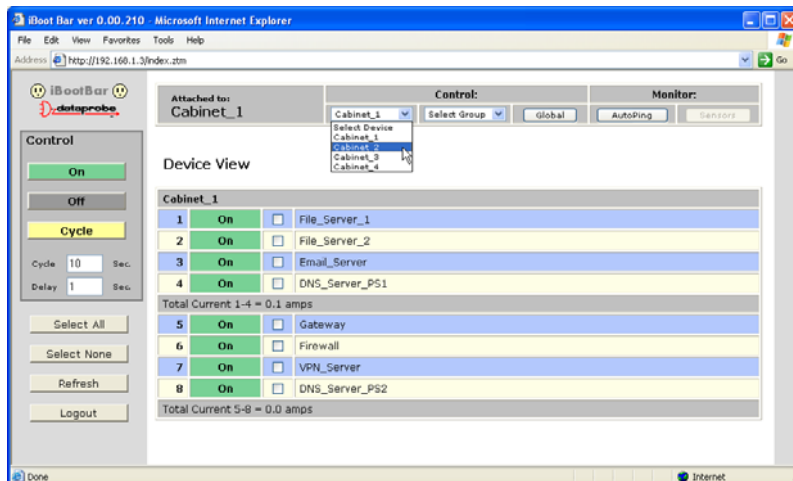 iBoot Bar ver 0.00.210 - Microsoft Internet Explorer
File Edit View Favorites Tools Help
Address http://192.168.1.3/index.ztm Go
iBootBar
dataprobe
Attached to:
Cabinet_1
Control:
Monitor:
Cabinet_1 Select Group Global AutoPing Sensors
Select Device
Cabinet_1
Cabinet_2
Cabinet_3
Cabinet_4
Control
On
Off
Cycle
Cycle 10 Sec.
Delay 1 Sec.
Select All
Select None
Refresh
Logout
Device View
Cabinet_1
1 On File_Server_1
2 On File_Server_2
3 On Email_Server
4 On DNS_Server_PS1
Total Current 1-4 = 0.1 amps
5 On Gateway
6 On Firewall
7 On VPN_Server
8 On DNS_Server_PS2
Total Current 5-8 = 0.0 amps
Done
Internet